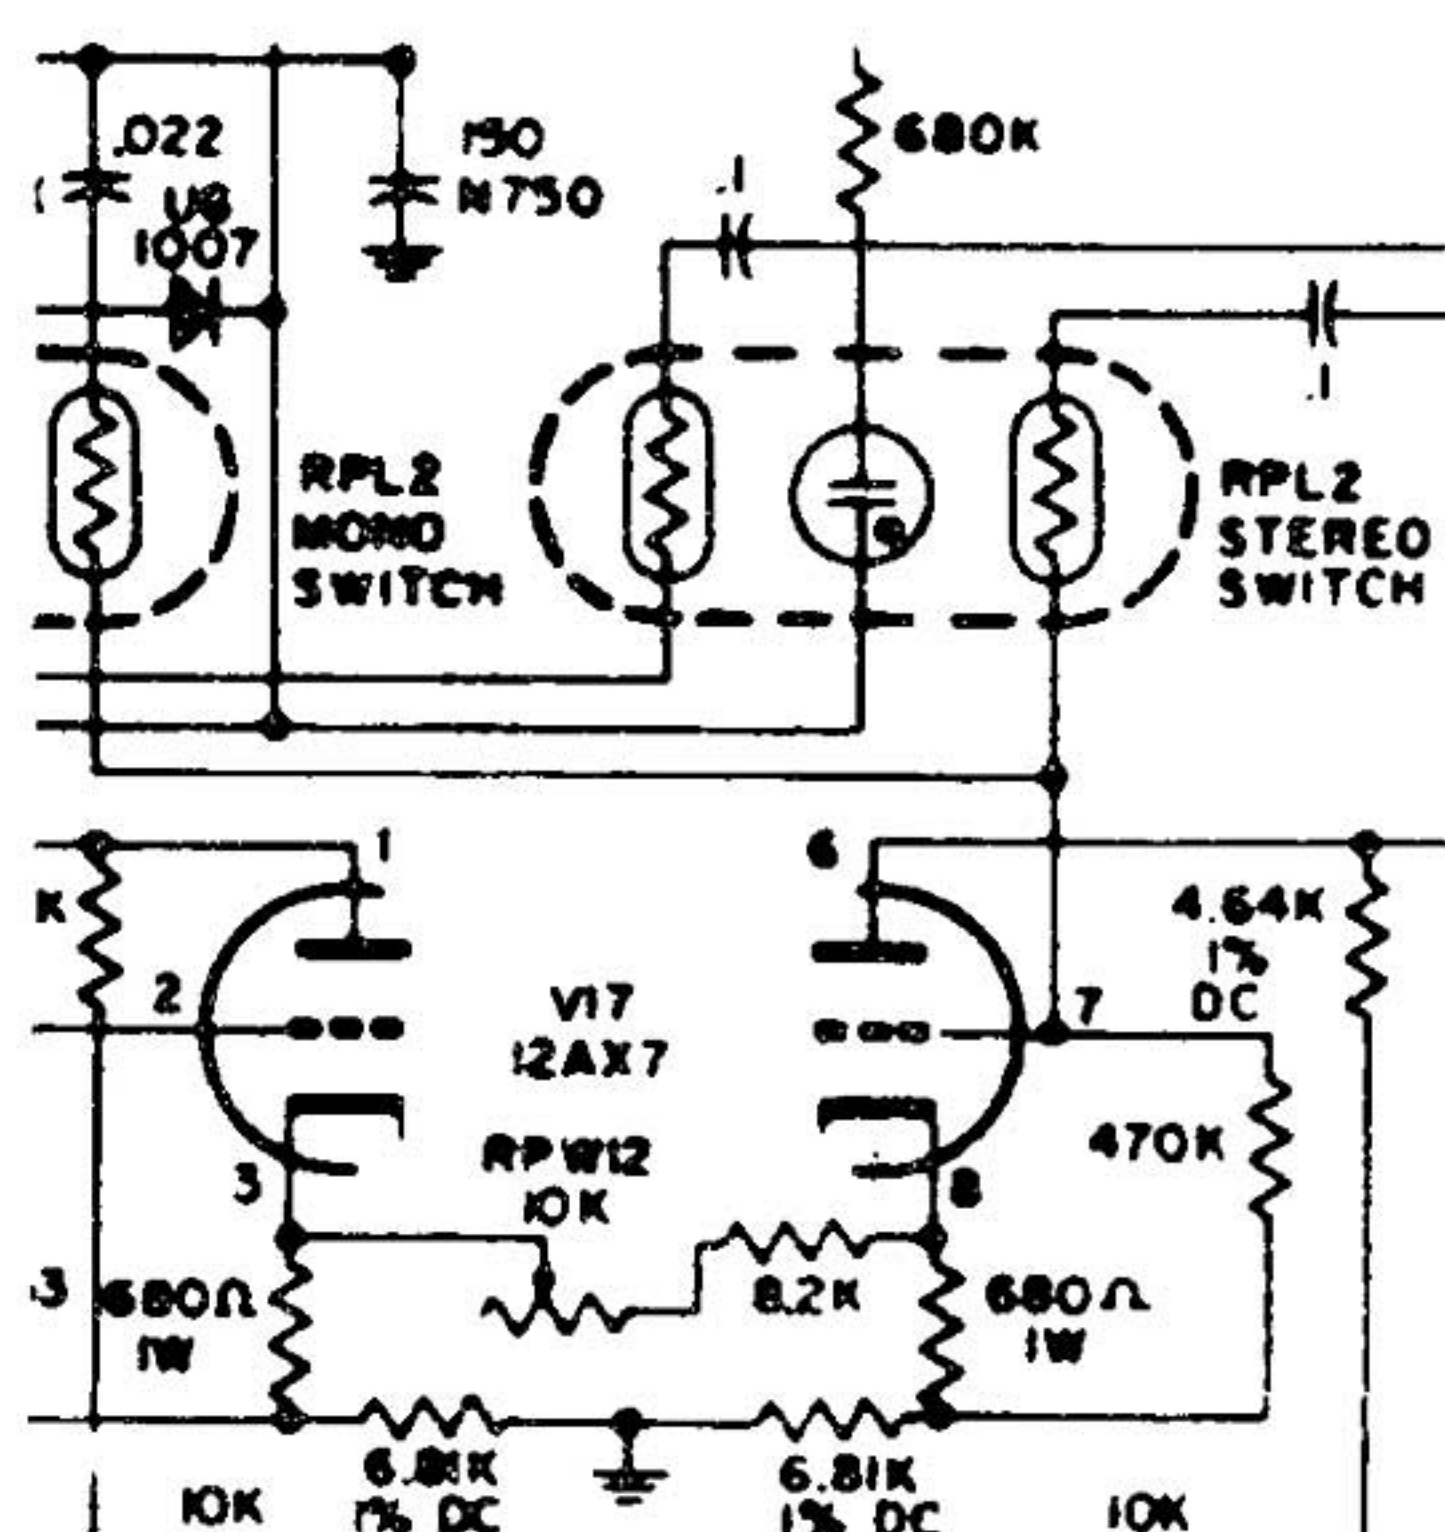 .022
150
N750
680K
.1
U8
1007
.1
RPL2
MONO
SWITCH
RPL2
STEREO
SWITCH
1
6
K
4.64K
1%
DC
2
7
V17
12AX7
470K
RPW12
10K
3
8
.3
680Ω
1W
8.2K
680Ω
1W
6.81K
1% DC
6.81K
1% DC
10K
10K